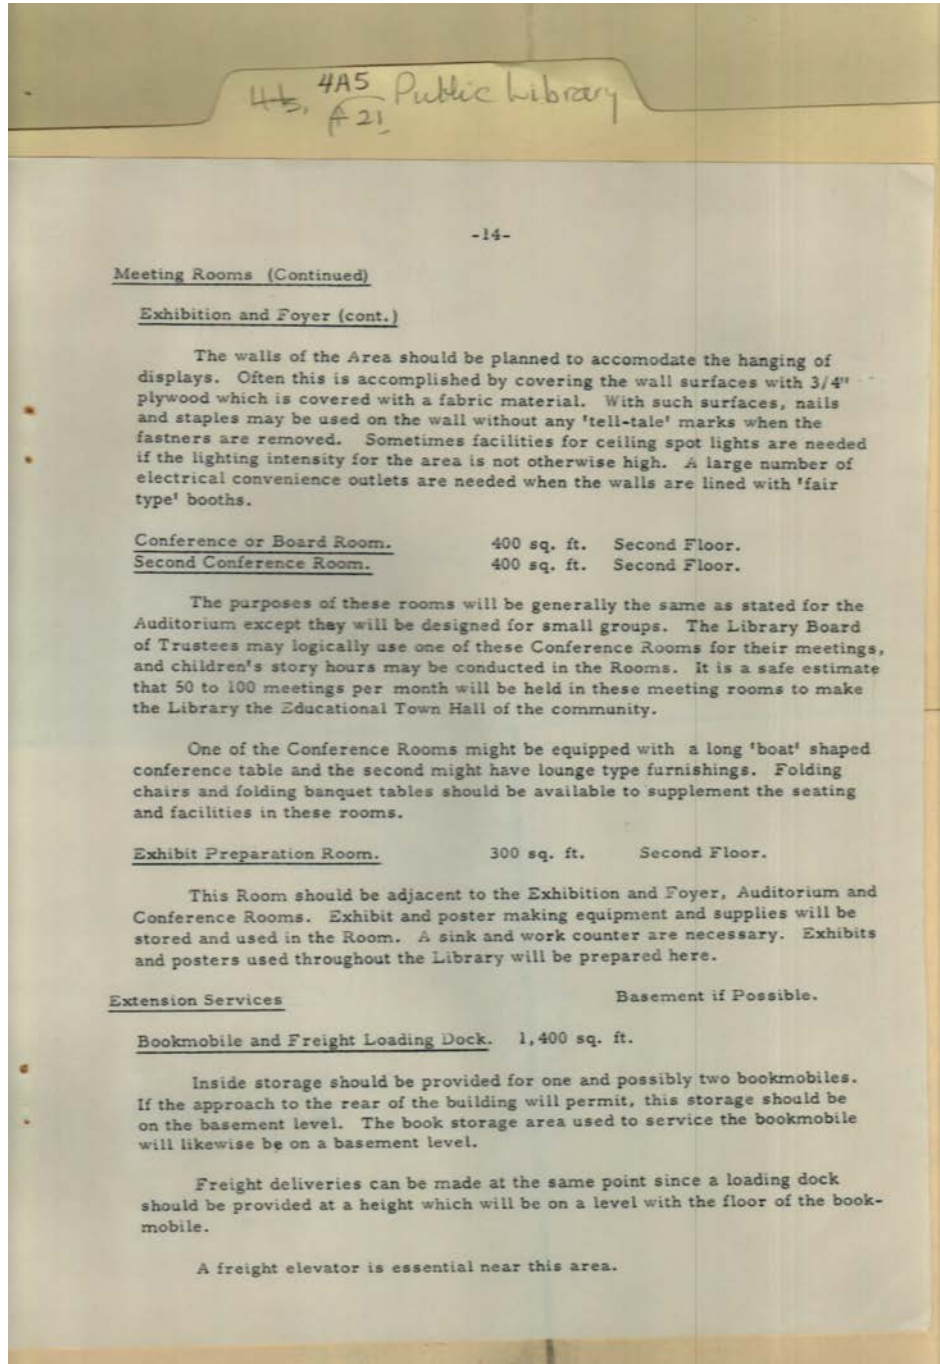 4b. 4A5 Public Library
A21
-14-
Meeting Rooms (Continued)
Exhibition and Foyer (cont.)
The walls of the Area should be planned to accomodate the hanging of
displays. Often this is accomplished by covering the wall surfaces with 3/4"
plywood which is covered with a fabric material. With such surfaces, nails
and staples may be used on the wall without any 'tell-tale' marks when the
fastners are removed. Sometimes facilities for ceiling spot lights are needed
if the lighting intensity for the area is not otherwise high. A large number of
electrical convenience outlets are needed when the walls are lined with 'fair
type' booths.
Conference or Board Room. 400 sq. ft. Second Floor.
Second Conference Room. 400 sq. ft. Second Floor.
The purposes of these rooms will be generally the same as stated for the
Auditorium except they will be designed for small groups. The Library Board
of Trustees may logically use one of these Conference Rooms for their meetings,
and children's story hours may be conducted in the Rooms. It is a safe estimate
that 50 to 100 meetings per month will be held in these meeting rooms to make
the Library the Educational Town Hall of the community.
One of the Conference Rooms might be equipped with a long 'boat' shaped
conference table and the second might have lounge type furnishings. Folding
chairs and folding banquet tables should be available to supplement the seating
and facilities in these rooms.
Exhibit Preparation Room. 300 sq. ft. Second Floor.
This Room should be adjacent to the Exhibition and Foyer, Auditorium and
Conference Rooms. Exhibit and poster making equipment and supplies will be
stored and used in the Room. A sink and work counter are necessary. Exhibits
and posters used throughout the Library will be prepared here.
Extension Services Basement if Possible.
Bookmobile and Freight Loading Dock. 1,400 sq. ft.
Inside storage should be provided for one and possibly two bookmobiles.
If the approach to the rear of the building will permit, this storage should be
on the basement level. The book storage area used to service the bookmobile
will likewise be on a basement level.
Freight deliveries can be made at the same point since a loading dock
should be provided at a height which will be on a level with the floor of the book-
mobile.
A freight elevator is essential near this area.